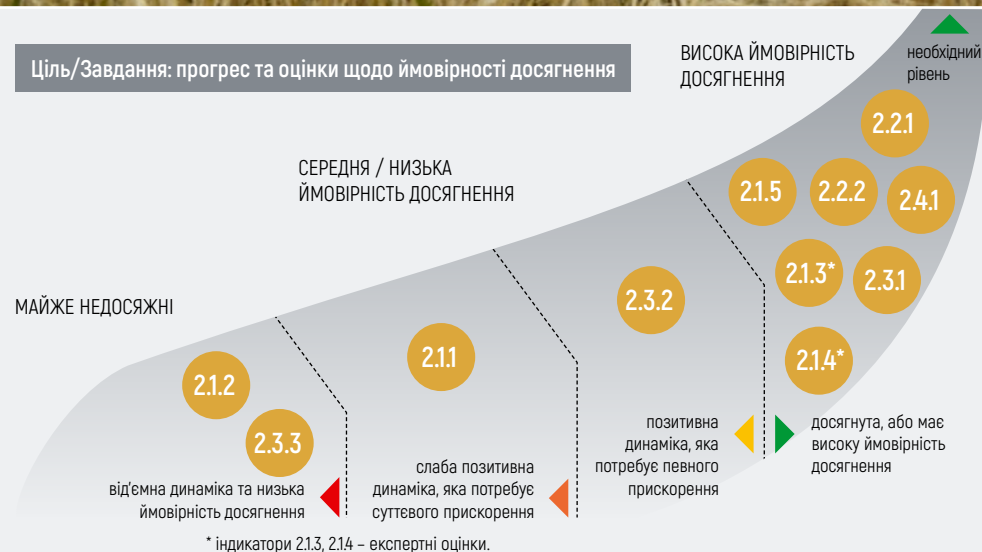 Ціль/Завдання: прогрес та оцінки щодо ймовірності досягнення
ВИСОКА ЙМОВІРНІСТЬ
ДОСЯГНЕННЯ
необхідний
рівень
СЕРЕДНЯ / НИЗЬКА
ЙМОВІРНІСТЬ ДОСЯГНЕННЯ
МАЙЖЕ НЕДОСЯЖНІ
2.2.1
2.1.5
2.2.2
2.4.1
2.1.3*
2.3.1
2.3.2
2.1.1
2.1.4*
2.1.2
2.3.3
від'ємна динаміка та низька
ймовірність досягнення
слаба позитивна
динаміка, яка потребує
суттєвого прискорення
позитивна
динаміка, яка
потребує певного
прискорення
досягнута, або має
високу ймовірність
досягнення
* індикатори 2.1.3, 2.1.4 – експертні оцінки.